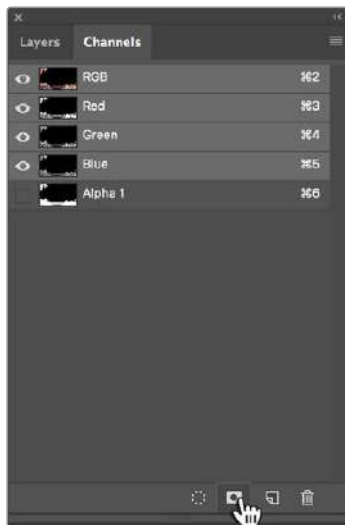 Layers Channels
RGB ⌘2
Red ⌘3
Green ⌘4
Blue ⌘5
Alpha 1 ⌘6